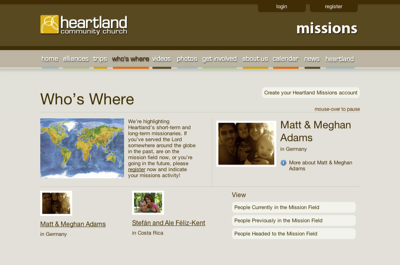 login
register
heartland
community church
missions
home alliances trips who's where videos photos get involved about us calendar news heartland
Who's Where
Create your Heartland Missions account
mouse-over to pause
We're highlighting
Heartland's short-term and
long-term missionaries. If
you've served the Lord
somewhere around the globe
in the past, are on the
mission field now, or you're
going in the future, please
register now and indicate
your missions activity!
Matt & Meghan
Adams
in Germany
More about Matt & Meghan
Adams
Matt & Meghan Adams
in Germany
Stefán and Ale Féliz-Kent
in Costa Rica
View
People Currently in the Mission Field
People Previously in the Mission Field
People Headed to the Mission Field